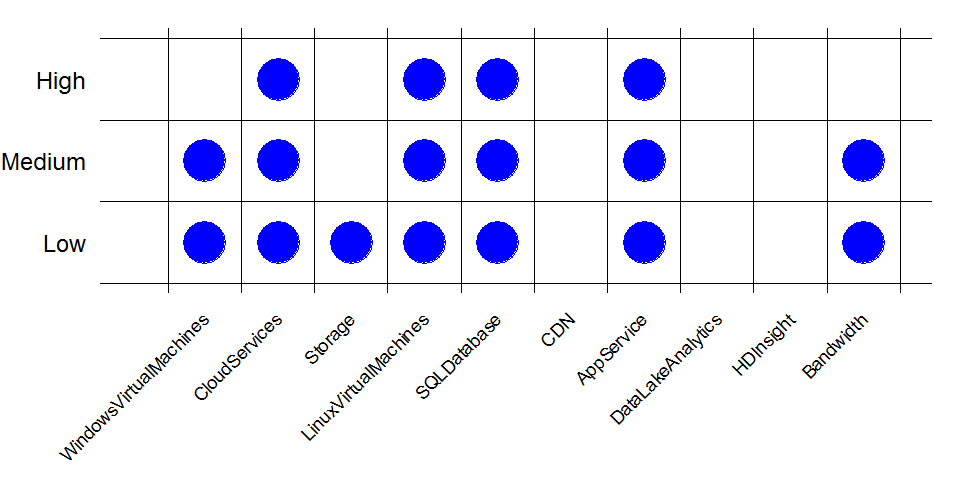 High
Medium
Low
WindowsVirtualMachines
CloudServices
Storage
LinuxVirtualMachines
SQLDatabase
CDN
AppService
DataLakeAnalytics
HDInsight
Bandwidth